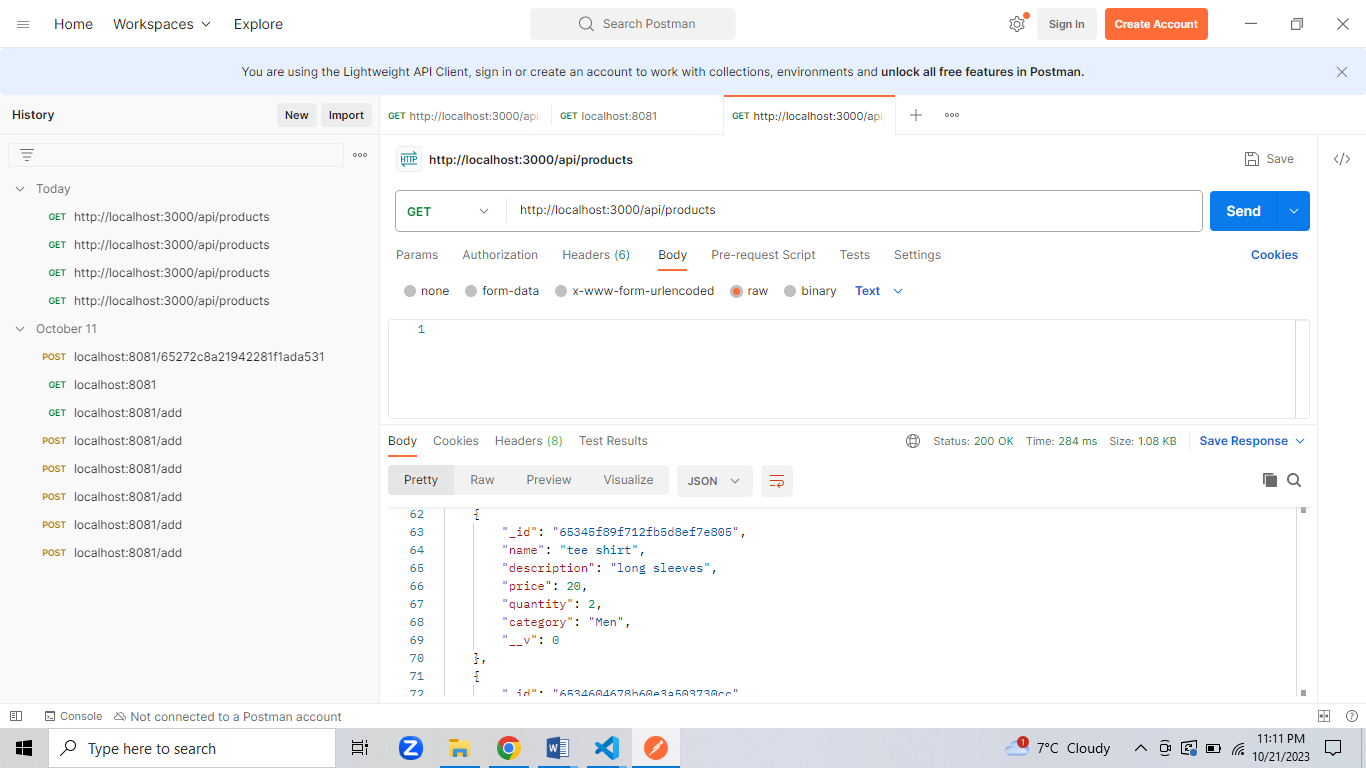 Home Workspaces Explore Search Postman Sign In Create Account
You are using the Lightweight API Client, sign in or create an account to work with collections, environments and unlock all free features in Postman.
History New Import
GET http://localhost:3000/api GET localhost:8081 GET http://localhost:3000/api
HTTP http://localhost:3000/api/products Save </>
Today
GET http://localhost:3000/api/products
GET http://localhost:3000/api/products
GET http://localhost:3000/api/products
GET http://localhost:3000/api/products
October 11
POST localhost:8081/65272c8a21942281f1ada531
GET localhost:8081
GET localhost:8081/add
POST localhost:8081/add
POST localhost:8081/add
POST localhost:8081/add
POST localhost:8081/add
POST localhost:8081/add
GET http://localhost:3000/api/products Send
Params Authorization Headers (6) Body Pre-request Script Tests Settings Cookies
none form-data x-www-form-urlencoded raw binary Text
1
Body Cookies Headers (8) Test Results Status: 200 OK Time: 284 ms Size: 1.08 KB Save Response
Pretty Raw Preview Visualize JSON
62 {
63 "_id": "65345f89f712fb5d8ef7e805",
64 "name": "tee shirt",
65 "description": "long sleeves",
66 "price": 20,
67 "quantity": 2,
68 "category": "Men",
69 "__v": 0
70 },
71 {
72 "_id": "6534604678b60e3a503730cc"
Console Not connected to a Postman account
Type here to search Z W 1 7°C Cloudy 11:11 PM
10/21/2023